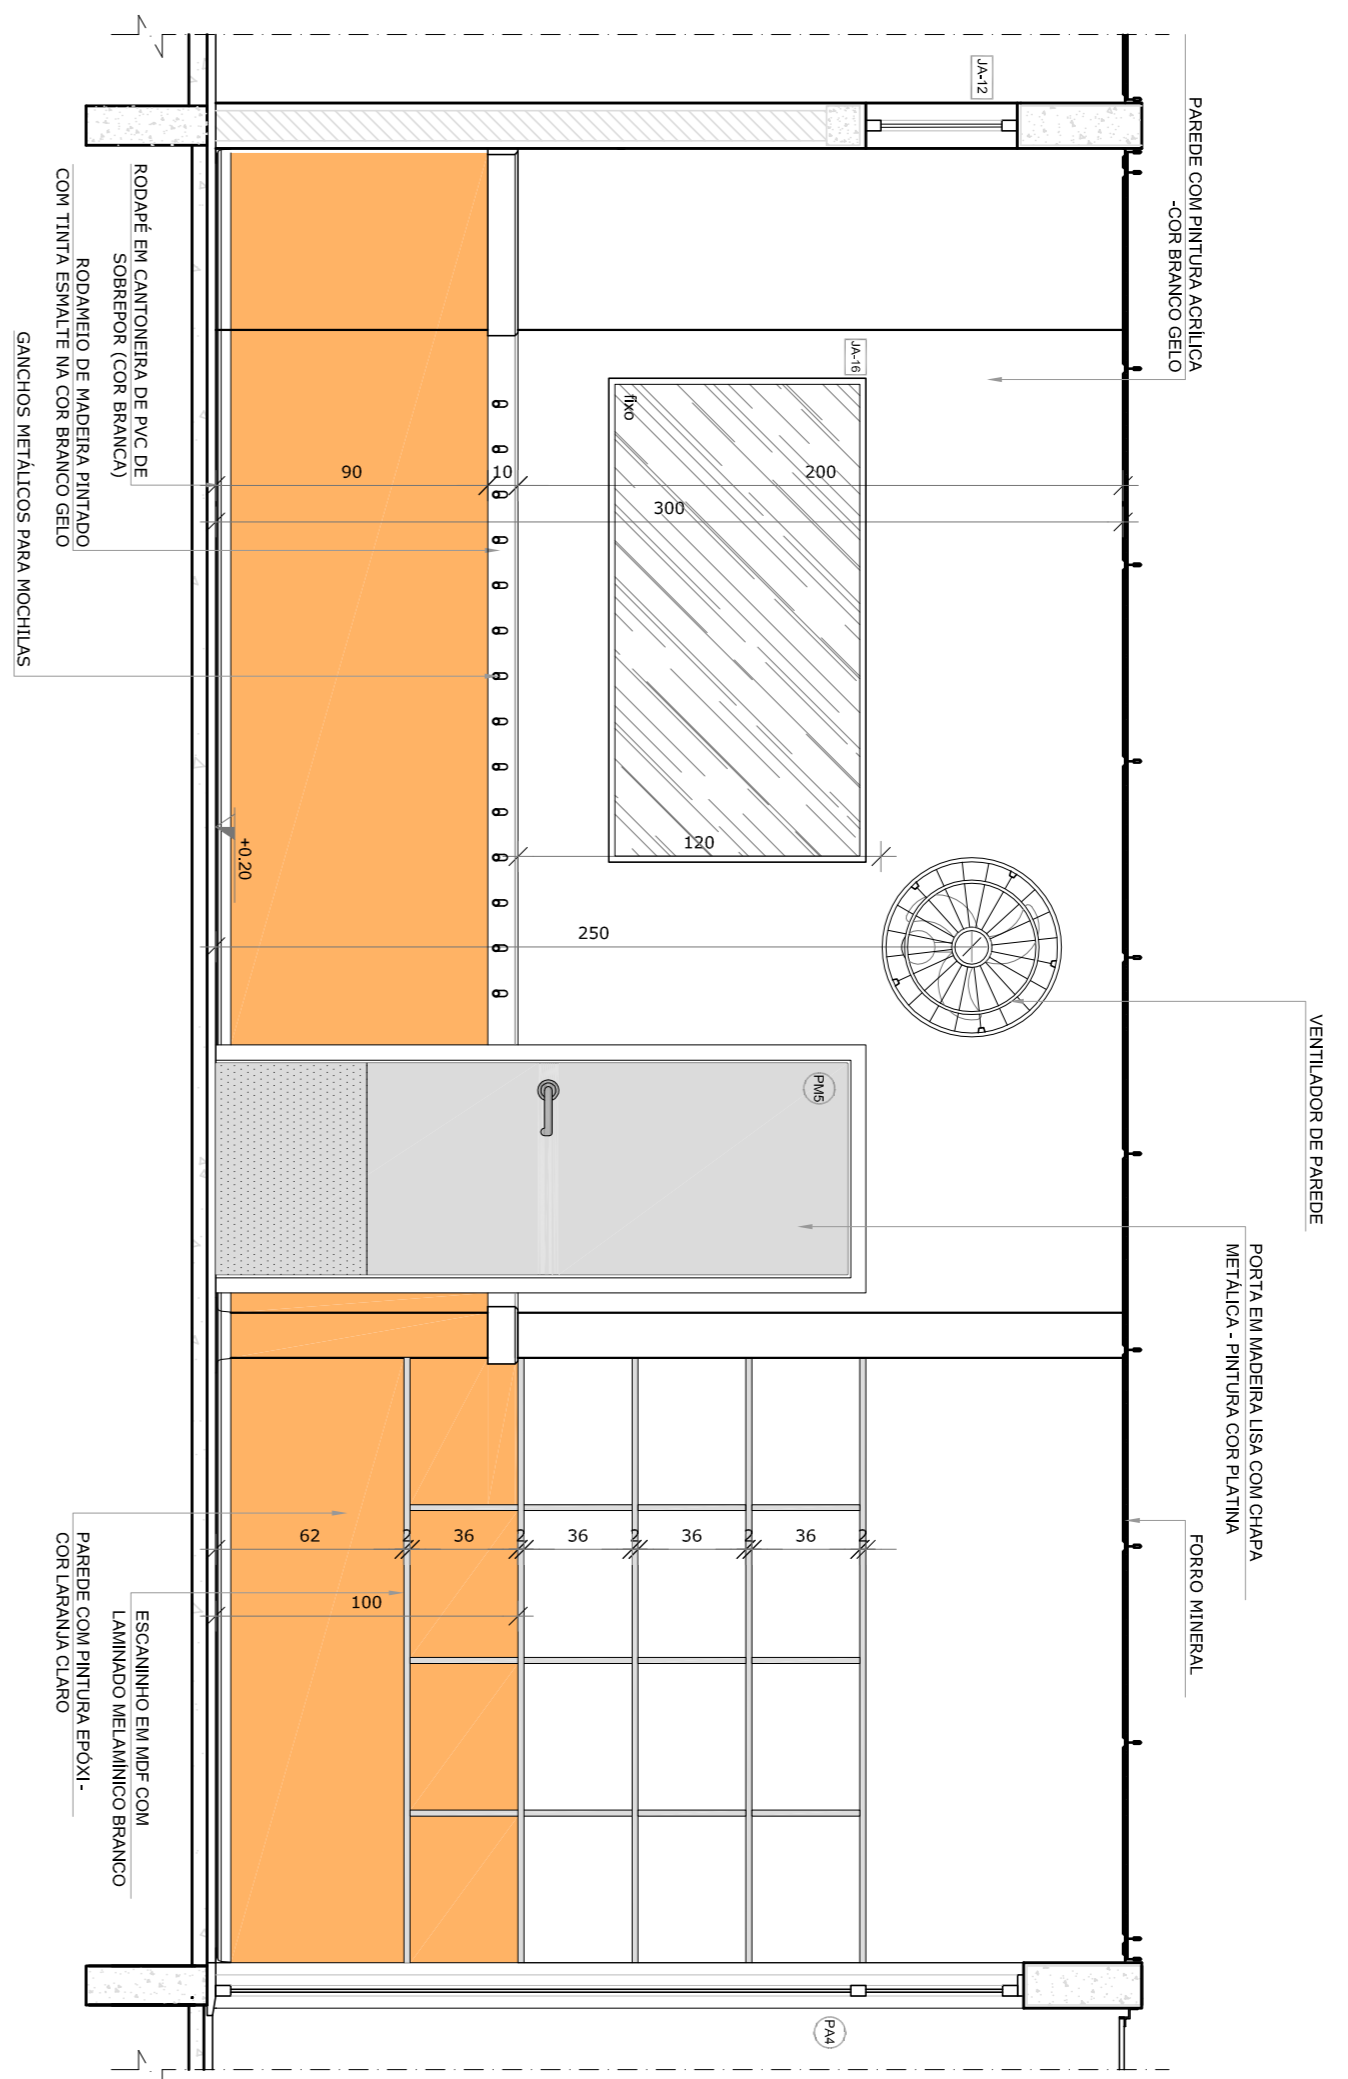 PAREDE COM PINTURA ACRÍLICA
-COR BRANCO GELO
VENTILADOR DE PAREDE
PORTA EM MADEIRA LISA COM CHAPA
METÁLICA - PINTURA COR PLATINA
FORRO MINERAL
JA-12
JA-16
fixo
PM5
PA4
200
300
10
90
120
250
+0.20
62
2
36
2
36
2
36
2
36
2
100
RODAPÉ EM CANTONEIRA DE PVC DE
SOBREPOR (COR BRANCA)
RODAMEIO DE MADEIRA PINTADO
COM TINTA ESMALTE NA COR BRANCO GELO
GANCHOS METÁLICOS PARA MOCHILAS
ESCANINHO EM MDF COM
LAMINADO MELAMÍNICO BRANCO
PAREDE COM PINTURA EPÓXI -
COR LARANJA CLARO